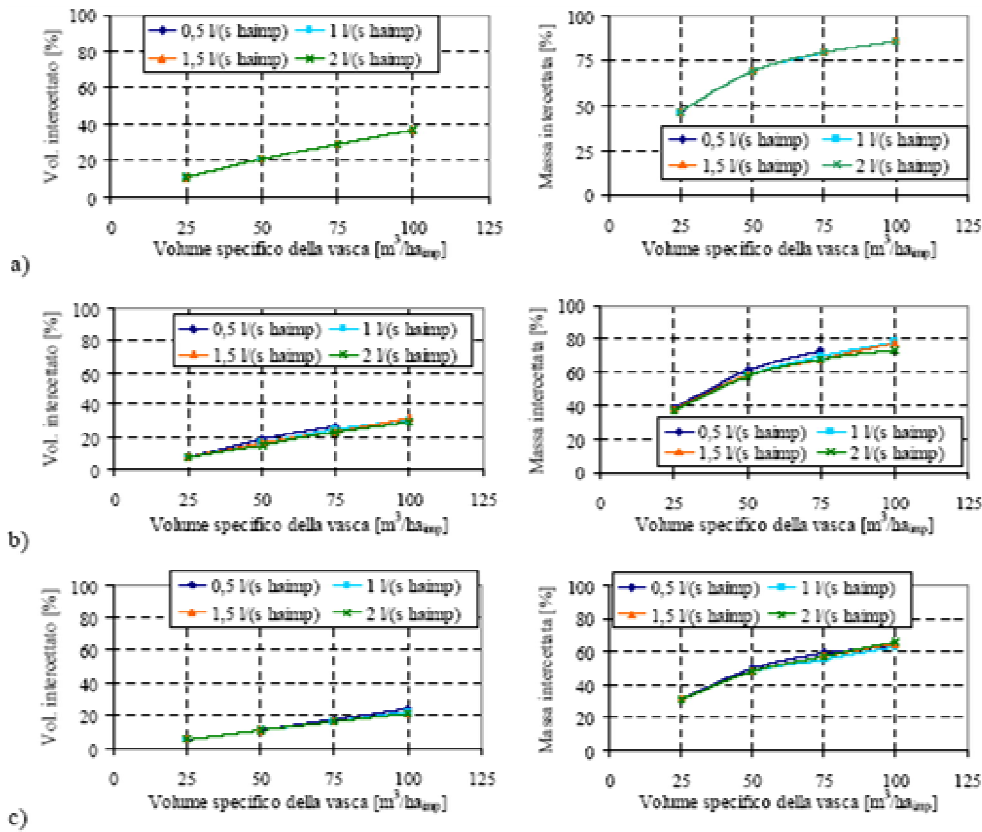 Vol. intercettato [%]
100
80
60
40
20
0
0,5 l/(s haimp)
1 l/(s haimp)
1,5 l/(s haimp)
2 l/(s haimp)
0 25 50 75 100 125
Volume specifico della vasca [m³/ha_imp]
Massa intercettata [%]
100
75
50
25
0
0,5 l/(s haimp)
1 l/(s haimp)
1,5 l/(s haimp)
2 l/(s haimp)
0 25 50 75 100 125
Volume specifico della vasca [m³/ha_imp]
a)
Vol. intercettato [%]
100
80
60
40
20
0
0,5 l/(s haimp)
1 l/(s haimp)
1,5 l/(s haimp)
2 l/(s haimp)
0 25 50 75 100 125
Volume specifico della vasca [m³/ha_imp]
Massa intercettata [%]
100
80
60
40
20
0
0,5 l/(s haimp)
1 l/(s haimp)
1,5 l/(s haimp)
2 l/(s haimp)
0 25 50 75 100 125
Volume specifico della vasca [m³/ha_imp]
b)
Vol. intercettato [%]
100
80
60
40
20
0
0,5 l/(s haimp)
1 l/(s haimp)
1,5 l/(s haimp)
2 l/(s haimp)
0 25 50 75 100 125
Volume specifico della vasca [m³/ha_imp]
Massa intercettata [%]
100
80
60
40
20
0
0,5 l/(s haimp)
1 l/(s haimp)
1,5 l/(s haimp)
2 l/(s haimp)
0 25 50 75 100 125
Volume specifico della vasca [m³/ha_imp]
c)